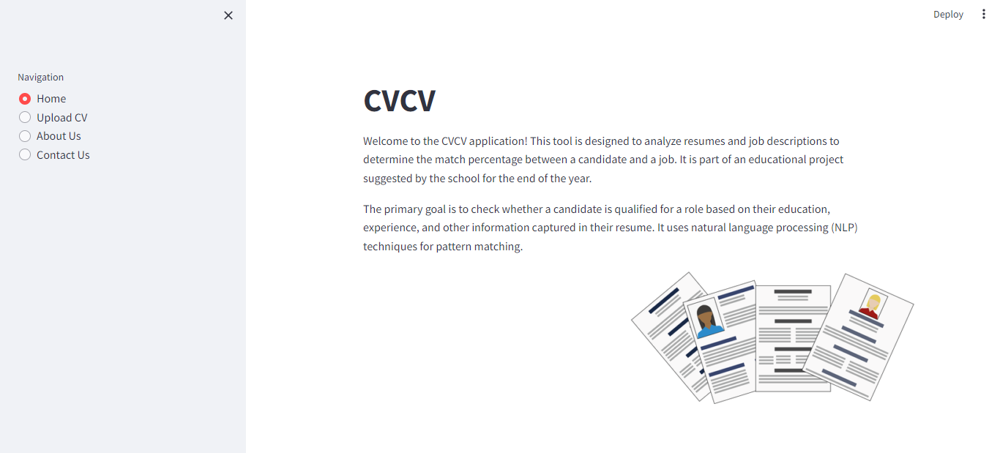 Deploy
Navigation
Home
Upload CV
About Us
Contact Us
CVCV
Welcome to the CVCV application! This tool is designed to analyze resumes and job descriptions to
determine the match percentage between a candidate and a job. It is part of an educational project
suggested by the school for the end of the year.
The primary goal is to check whether a candidate is qualified for a role based on their education,
experience, and other information captured in their resume. It uses natural language processing (NLP)
techniques for pattern matching.